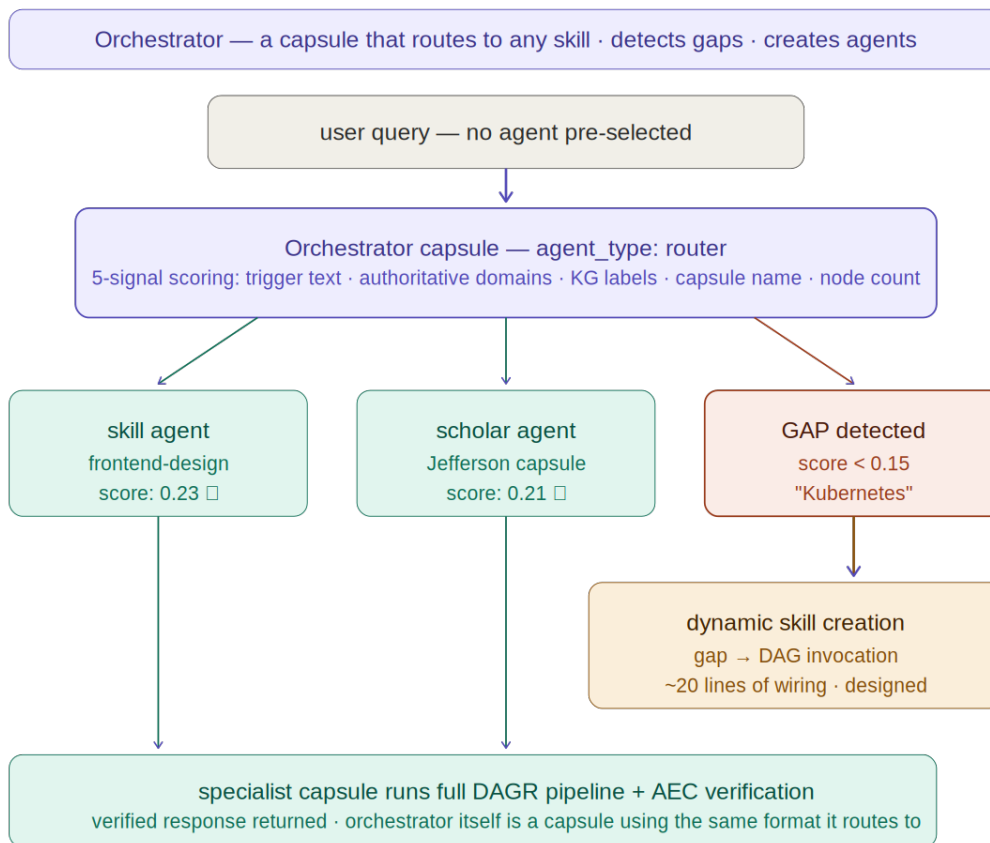 Orchestrator — a capsule that routes to any skill · detects gaps · creates agents
user query — no agent pre-selected
Orchestrator capsule — agent_type: router
5-signal scoring: trigger text · authoritative domains · KG labels · capsule name · node count
skill agent
frontend-design
score: 0.23 
scholar agent
Jefferson capsule
score: 0.21 
GAP detected
score < 0.15
"Kubernetes"
dynamic skill creation
gap → DAG invocation
~20 lines of wiring · designed
specialist capsule runs full DAGR pipeline + AEC verification
verified response returned · orchestrator itself is a capsule using the same format it routes to